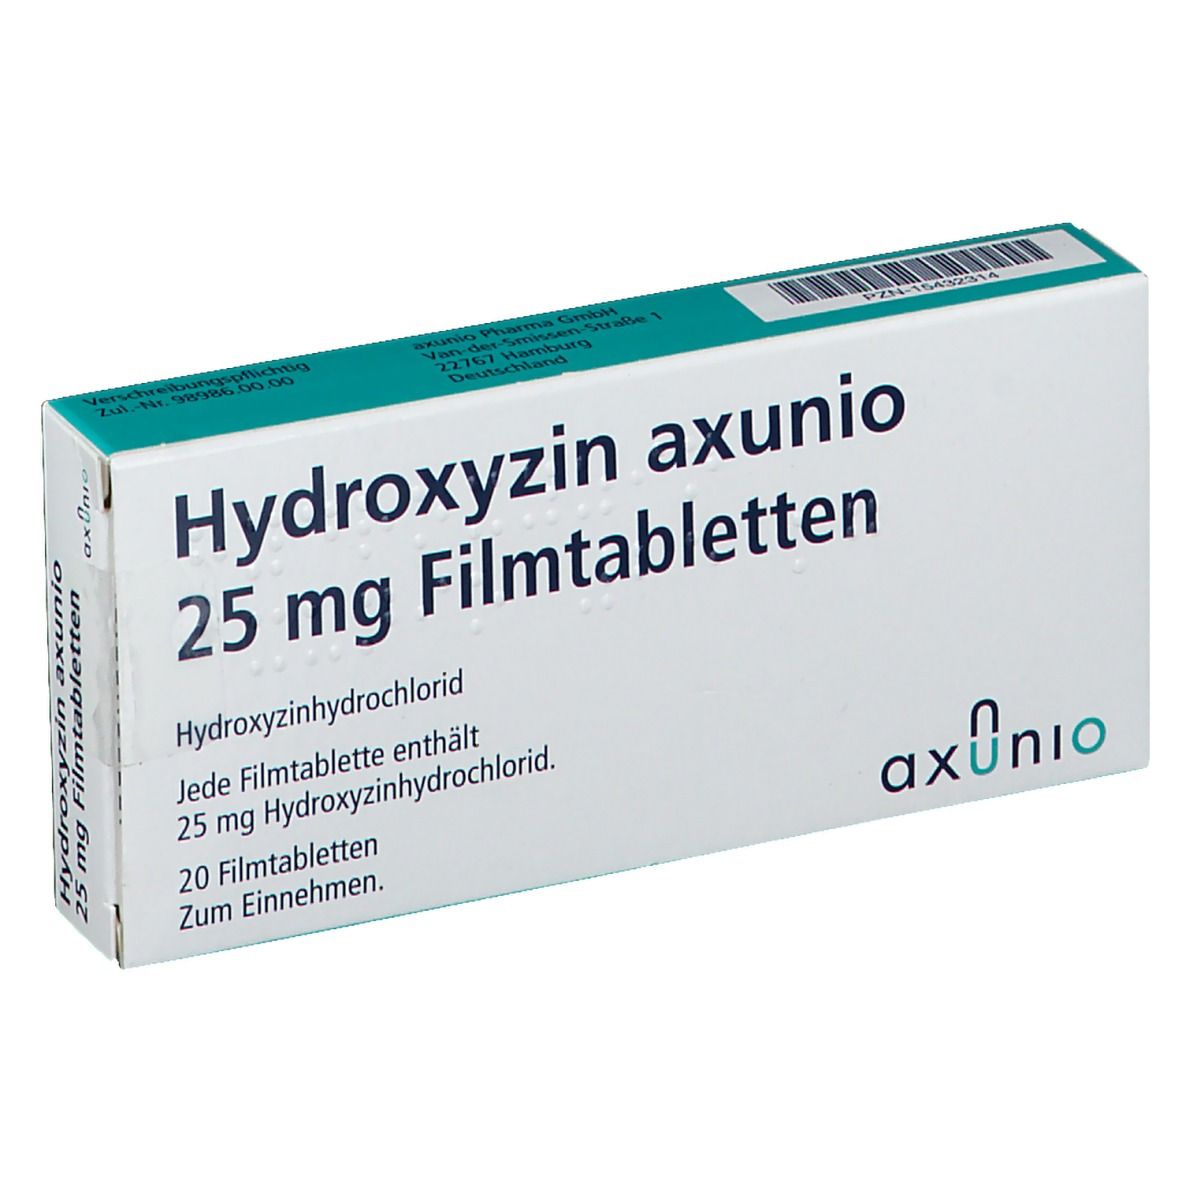 Verschreibungspflichtig
Zul.-Nr. 98986.00.00
axunio Pharma GmbH
Van-der-Smissen-Straße 1
22767 Hamburg
Deutschland
PZN-15432314
Hydroxyzin axunio
25 mg Filmtabletten
Hydroxyzinhydrochlorid
Jede Filmtablette enthält
25 mg Hydroxyzinhydrochlorid.
20 Filmtabletten
Zum Einnehmen.
axunio
Hydroxyzin axunio
25 mg Filmtabletten
axunio